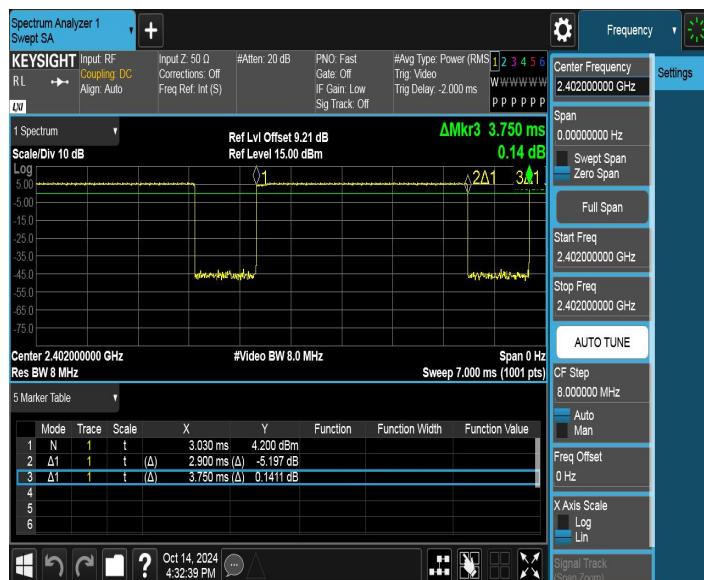 Spectrum Analyzer 1
Swept SA
Frequency
KEYSIGHT
RL
LXI
Input: RF
Coupling: DC
Align: Auto
Input Z: 50 Ω
Corrections: Off
Freq Ref: Int (S)
#Atten: 20 dB
PNO: Fast
Gate: Off
IF Gain: Low
Sig Track: Off
#Avg Type: Power (RMS
Trig: Video
Trig Delay: -2.000 ms
1 2 3 4 5 6
W W W W W W
P P P P P P
1 Spectrum
Scale/Div 10 dB
Ref Lvl Offset 9.21 dB
Ref Level 15.00 dBm
ΔMkr3 3.750 ms
0.14 dB
Log
5.00
-5.00
-15.0
-25.0
-35.0
-45.0
-55.0
-65.0
-75.0
1
2Δ1
3Δ1
Center 2.402000000 GHz
#Video BW 8.0 MHz
Span 0 Hz
Res BW 8 MHz
Sweep 7.000 ms (1001 pts)
5 Marker Table
Mode Trace Scale X Y Function Function Width Function Value
1 N 1 t 3.030 ms 4.200 dBm
2 Δ1 1 t (Δ) 2.900 ms (Δ) -5.197 dB
3 Δ1 1 t (Δ) 3.750 ms (Δ) 0.1411 dB
4
5
6
Oct 14, 2024
4:32:39 PM
Center Frequency
2.402000000 GHz
Span
0.00000000 Hz
Swept Span
Zero Span
Full Span
Start Freq
2.402000000 GHz
Stop Freq
2.402000000 GHz
AUTO TUNE
CF Step
8.000000 MHz
Auto
Man
Freq Offset
0 Hz
X Axis Scale
Log
Lin
Signal Track
(Span Zoom)
Settings